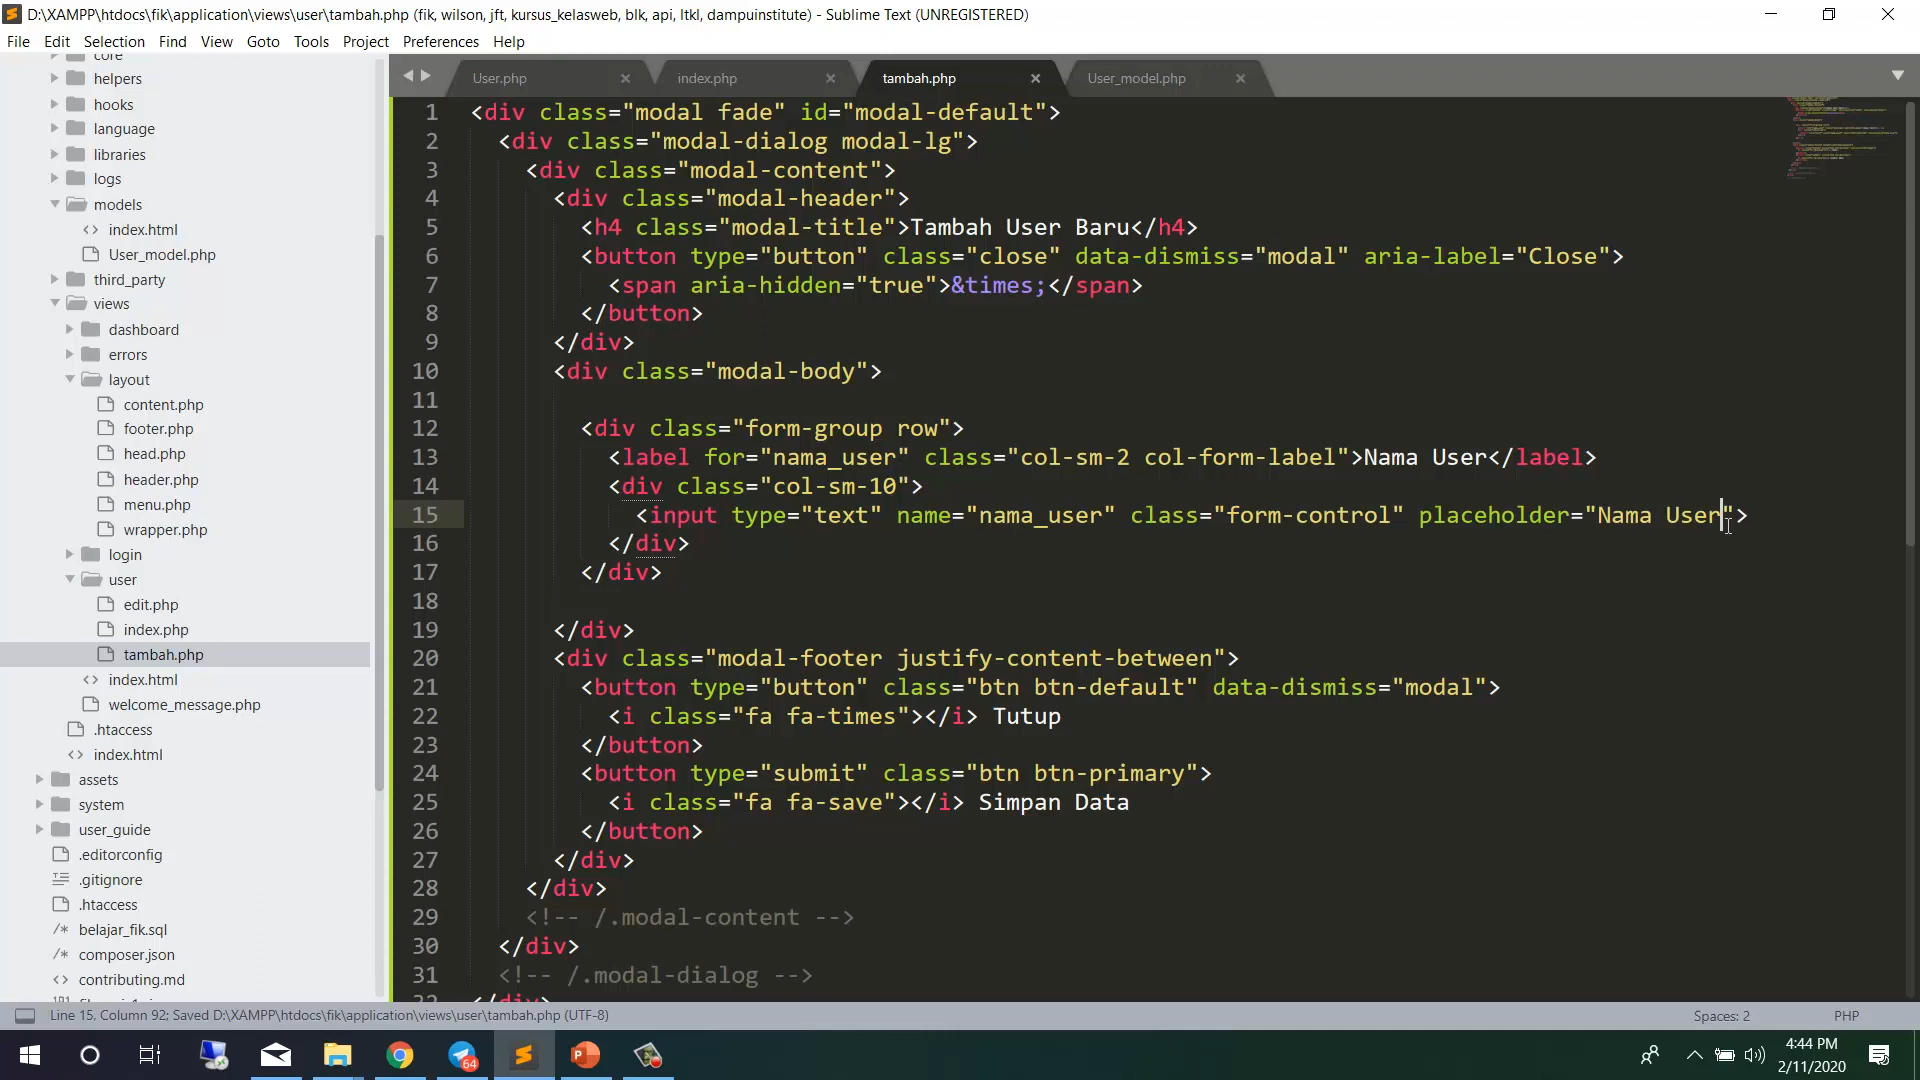 D:\XAMPP\htdocs\fik\application\views\user\tambah.php (fik, wilson, jft, kursus_kelasweb, blk, api, ltkl, dampuinstitute) - Sublime Text (UNREGISTERED)
File Edit Selection Find View Goto Tools Project Preferences Help
core
helpers
hooks
language
libraries
logs
models
index.html
User_model.php
third_party
views
dashboard
errors
layout
content.php
footer.php
head.php
header.php
menu.php
wrapper.php
login
user
edit.php
index.php
tambah.php
index.html
welcome_message.php
.htaccess
index.html
assets
system
user_guide
.editorconfig
.gitignore
.htaccess
belajar_fik.sql
composer.json
contributing.md
User.php index.php tambah.php User_model.php
1 <div class="modal fade" id="modal-default">
2 <div class="modal-dialog modal-lg">
3 <div class="modal-content">
4 <div class="modal-header">
5 <h4 class="modal-title">Tambah User Baru</h4>
6 <button type="button" class="close" data-dismiss="modal" aria-label="Close">
7 <span aria-hidden="true">&times;</span>
8 </button>
9 </div>
10 <div class="modal-body">
11
12 <div class="form-group row">
13 <label for="nama_user" class="col-sm-2 col-form-label">Nama User</label>
14 <div class="col-sm-10">
15 <input type="text" name="nama_user" class="form-control" placeholder="Nama User">
16 </div>
17 </div>
18
19 </div>
20 <div class="modal-footer justify-content-between">
21 <button type="button" class="btn btn-default" data-dismiss="modal">
22 <i class="fa fa-times"></i> Tutup
23 </button>
24 <button type="submit" class="btn btn-primary">
25 <i class="fa fa-save"></i> Simpan Data
26 </button>
27 </div>
28 </div>
29 <!-- /.modal-content -->
30 </div>
31 <!-- /.modal-dialog -->
32 </div>
Line 15, Column 92; Saved D:\XAMPP\htdocs\fik\application\views\user\tambah.php (UTF-8)
Spaces: 2 PHP
64
4:44 PM
2/11/2020